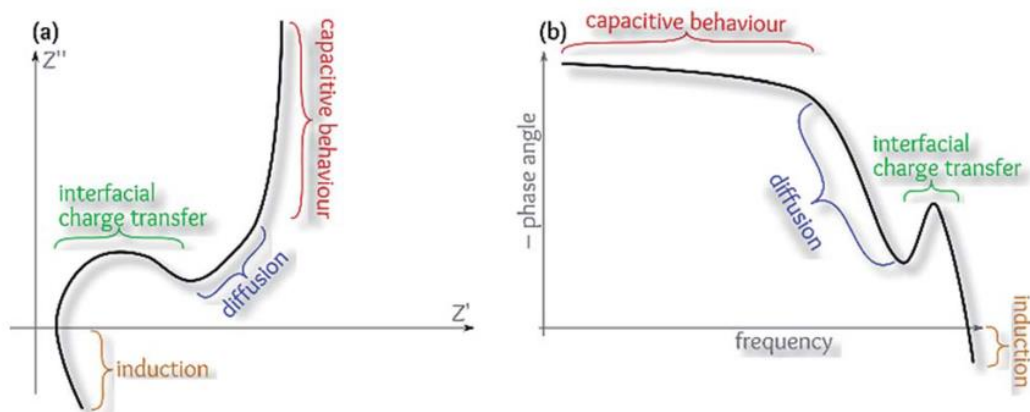 (a)
Z''
capacitive behaviour
interfacial
charge transfer
diffusion
Z'
induction
(b)
capacitive behaviour
– phase angle
interfacial
charge transfer
diffusion
frequency
induction